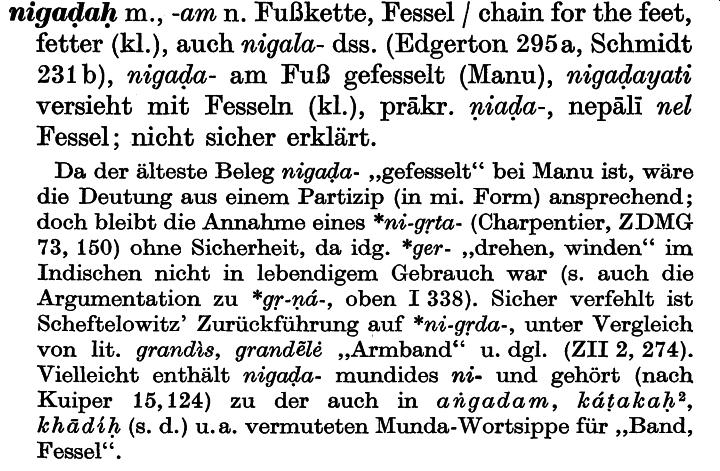 nigaḍaḥ m., -am n. Fußkette, Fessel / chain for the feet,
fetter (kl.), auch nigala- dss. (Edgerton 295a, Schmidt
231b), nigaḍa- am Fuß gefesselt (Manu), nigaḍayati
versieht mit Fesseln (kl.), prākr. ṇiaḍa-, nepālī nel
Fessel; nicht sicher erklärt.
Da der älteste Beleg nigaḍa- „gefesselt“ bei Manu ist, wäre
die Deutung aus einem Partizip (in mi. Form) ansprechend;
doch bleibt die Annahme eines *ni-gṛta- (Charpentier, ZDMG
73, 150) ohne Sicherheit, da idg. *ger- „drehen, winden“ im
Indischen nicht in lebendigem Gebrauch war (s. auch die
Argumentation zu *gṛ-ṇá-, oben I 338). Sicher verfehlt ist
Scheftelowitz’ Zurückführung auf *ni-gṛda-, unter Vergleich
von lit. grandìs, grandė̃lė „Armband“ u. dgl. (ZII 2, 274).
Vielleicht enthält nigaḍa- mundides ni- und gehört (nach
Kuiper 15,124) zu der auch in aṅgadam, káṭakaḥ², 
khādíḥ (s. d.) u. a. vermuteten Munda-Wortsippe für „Band,
Fessel“.